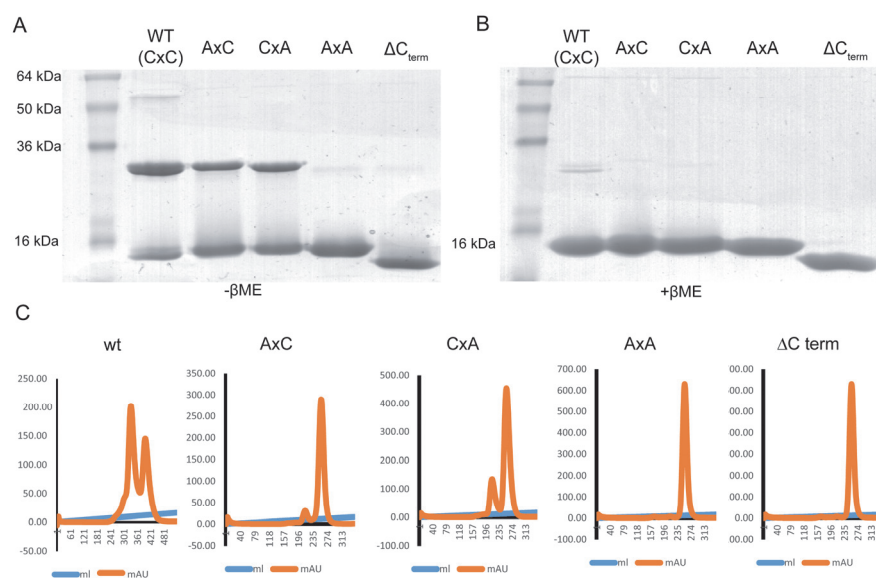 A
WT
(CxC) AxC CxA AxA ΔCterm
64 kDa
50 kDa
36 kDa
16 kDa
-βME
B
WT
(CxC) AxC CxA AxA ΔCterm
16 kDa
+βME
C
wt
250.00
200.00
150.00
100.00
50.00
0.00
-50.00
1 61 121 181 241 301 361 421 481
ml mAU
AxC
350.00
300.00
250.00
200.00
150.00
100.00
50.00
0.00
-50.00
1 40 79 118 157 196 235 274 313
ml mAU
CxA
500.00
400.00
300.00
200.00
100.00
0.00
-100.00
1 40 79 118 157 196 235 274 313
ml mAU
AxA
700.00
600.00
500.00
400.00
300.00
200.00
100.00
0.00
-100.00
1 40 79 118 157 196 235 274 313
ml mAU
ΔC term
00.00
00.00
00.00
00.00
00.00
00.00
00.00
0.00
00.00
1 40 79 118 157 196 235 274 313
ml mAU